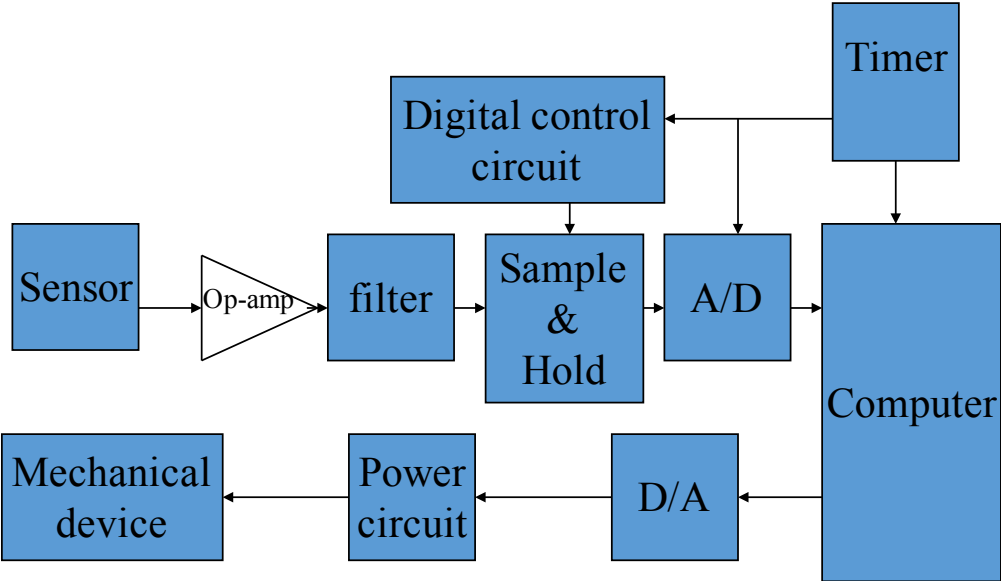 Timer
Digital control
circuit
Sensor
Op-amp
filter
Sample
&
Hold
A/D
Computer
Mechanical
device
Power
circuit
D/A